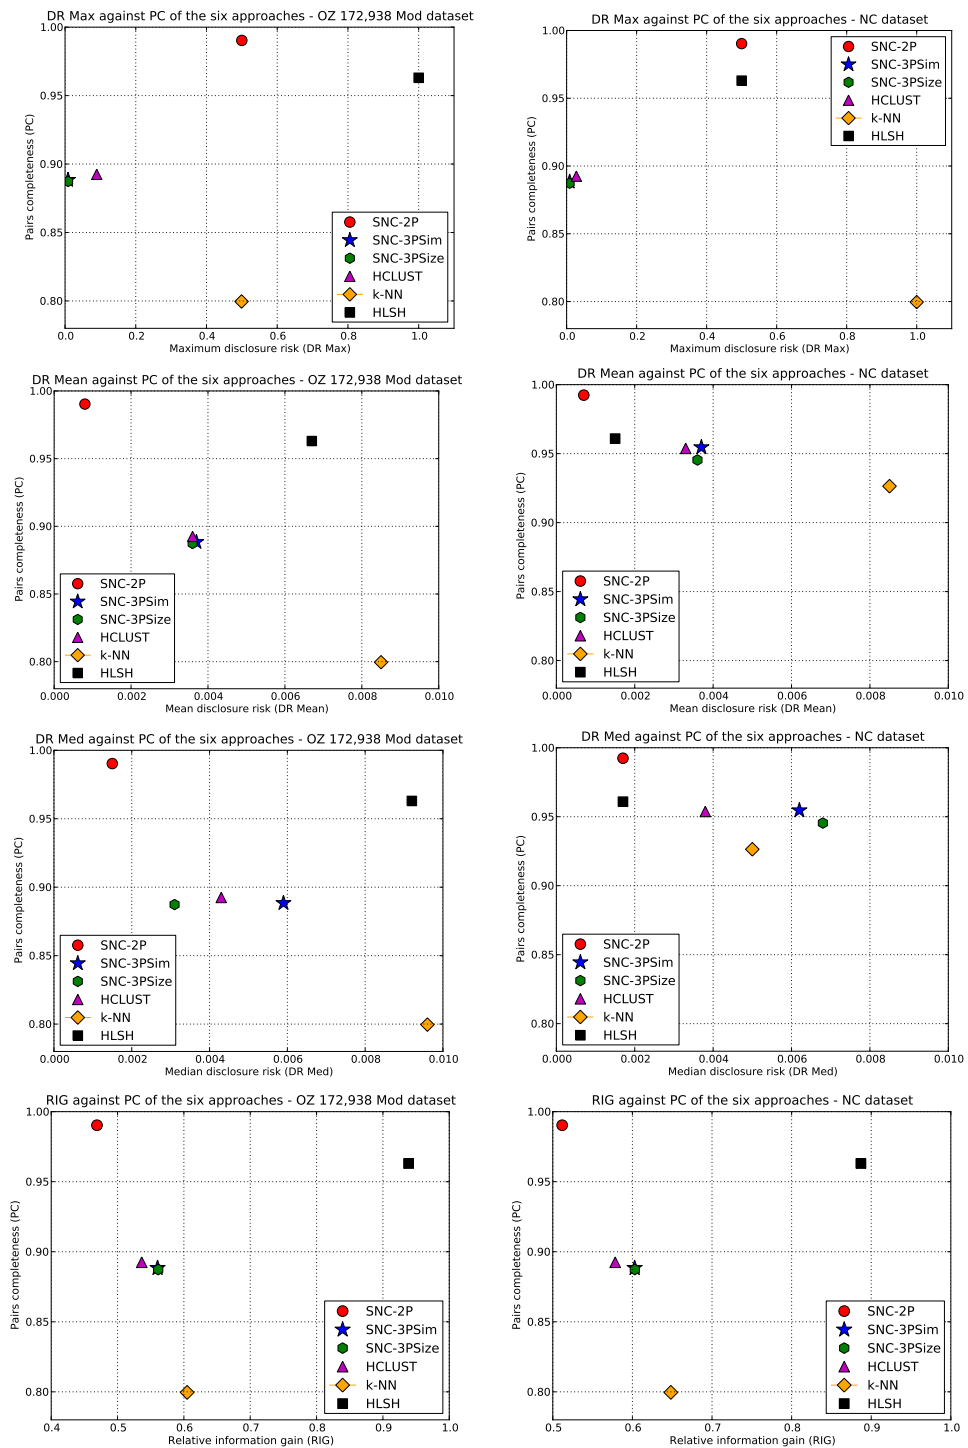 DR Max against PC of the six approaches - OZ 172,938 Mod dataset
Pairs completeness (PC)
1.00
0.95
0.90
0.85
0.80
SNC-2P
SNC-3PSim
SNC-3PSize
HCLUST
k-NN
HLSH
0.0 0.2 0.4 0.6 0.8 1.0
Maximum disclosure risk (DR Max)
DR Max against PC of the six approaches - NC dataset
Pairs completeness (PC)
1.00
0.95
0.90
0.85
0.80
SNC-2P
SNC-3PSim
SNC-3PSize
HCLUST
k-NN
HLSH
0.0 0.2 0.4 0.6 0.8 1.0
Maximum disclosure risk (DR Max)
DR Mean against PC of the six approaches - OZ 172,938 Mod dataset
Pairs completeness (PC)
1.00
0.95
0.90
0.85
0.80
SNC-2P
SNC-3PSim
SNC-3PSize
HCLUST
k-NN
HLSH
0.000 0.002 0.004 0.006 0.008 0.010
Mean disclosure risk (DR Mean)
DR Mean against PC of the six approaches - NC dataset
Pairs completeness (PC)
1.00
0.95
0.90
0.85
0.80
SNC-2P
SNC-3PSim
SNC-3PSize
HCLUST
k-NN
HLSH
0.000 0.002 0.004 0.006 0.008 0.010
Mean disclosure risk (DR Mean)
DR Med against PC of the six approaches - OZ 172,938 Mod dataset
Pairs completeness (PC)
1.00
0.95
0.90
0.85
0.80
SNC-2P
SNC-3PSim
SNC-3PSize
HCLUST
k-NN
HLSH
0.000 0.002 0.004 0.006 0.008 0.010
Median disclosure risk (DR Med)
DR Med against PC of the six approaches - NC dataset
Pairs completeness (PC)
1.00
0.95
0.90
0.85
0.80
SNC-2P
SNC-3PSim
SNC-3PSize
HCLUST
k-NN
HLSH
0.000 0.002 0.004 0.006 0.008 0.010
Median disclosure risk (DR Med)
RIG against PC of the six approaches - OZ 172,938 Mod dataset
Pairs completeness (PC)
1.00
0.95
0.90
0.85
0.80
SNC-2P
SNC-3PSim
SNC-3PSize
HCLUST
k-NN
HLSH
0.4 0.5 0.6 0.7 0.8 0.9 1.0
Relative information gain (RIG)
RIG against PC of the six approaches - NC dataset
Pairs completeness (PC)
1.00
0.95
0.90
0.85
0.80
SNC-2P
SNC-3PSim
SNC-3PSize
HCLUST
k-NN
HLSH
0.5 0.6 0.7 0.8 0.9 1.0
Relative information gain (RIG)